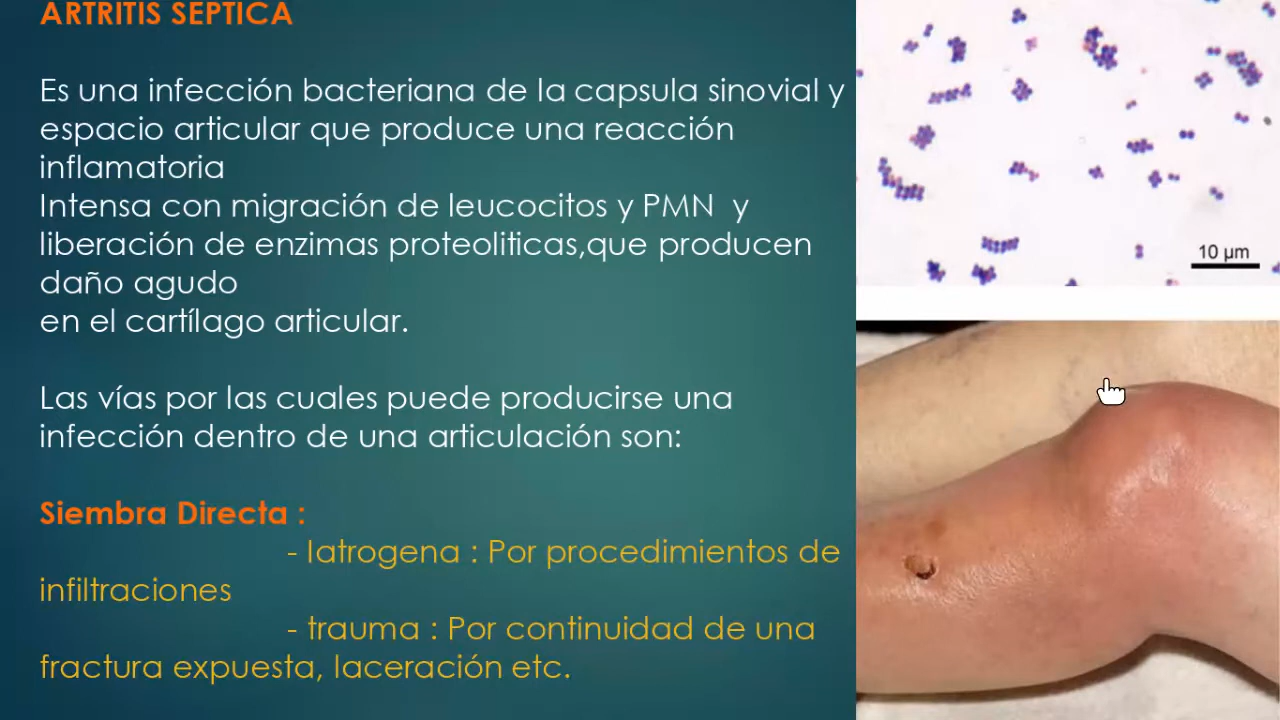 ARTRITIS SEPTICA
Es una infección bacteriana de la capsula sinovial y
espacio articular que produce una reacción
inflamatoria
Intensa con migración de leucocitos y PMN y
liberación de enzimas proteoliticas,que producen
daño agudo
en el cartílago articular.
Las vías por las cuales puede producirse una
infección dentro de una articulación son:
Siembra Directa :
- Iatrogena : Por procedimientos de
infiltraciones
- trauma : Por continuidad de una
fractura expuesta, laceración etc.
10 µm